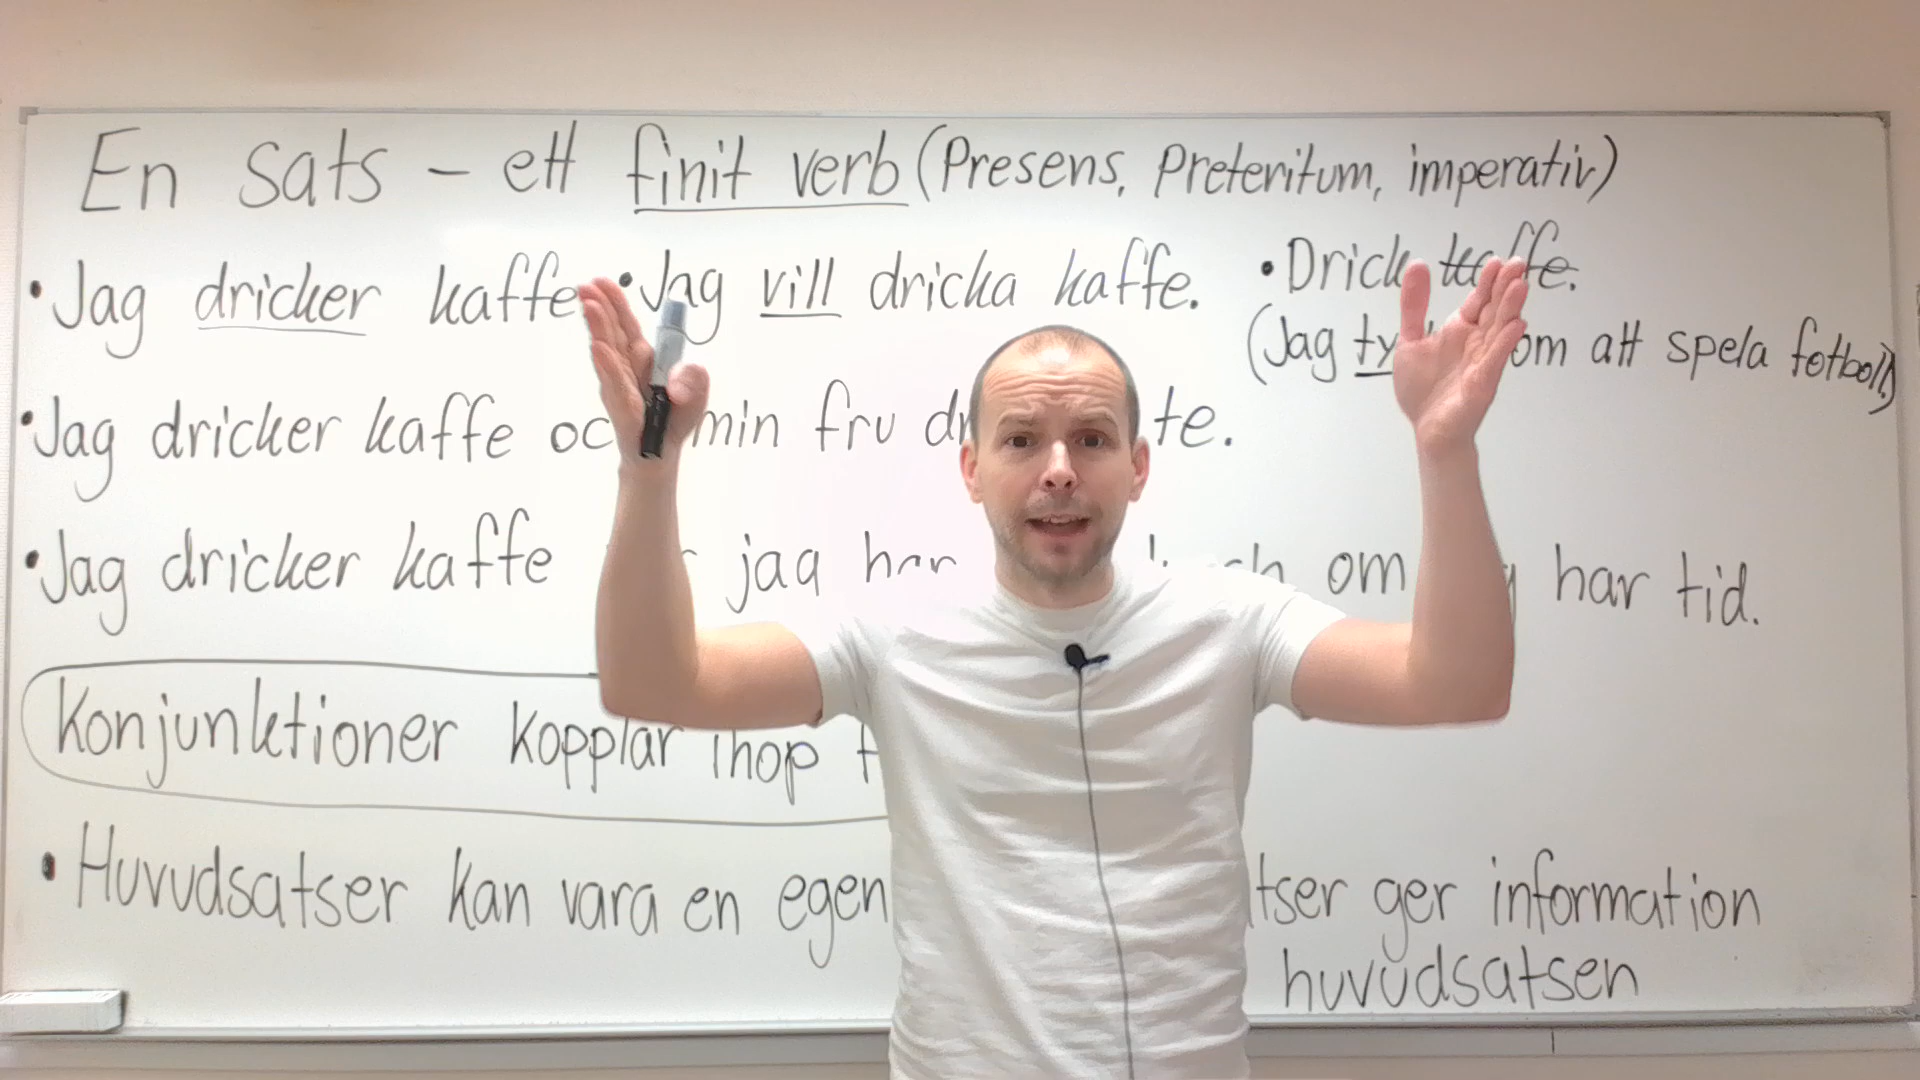 En sats – ett finit verb (Presens, Preteritum, imperativ)
• Jag dricker kaffe • Jag vill dricka kaffe. • Drick kaffe.
(Jag ty om att spela fotboll)
• Jag dricker kaffe min fru te.
• Jag dricker kaffe jag har om har tid.
Konjunktioner kopplar ihop
• Huvudsatser kan vara en egen ger information
huvudsatsen